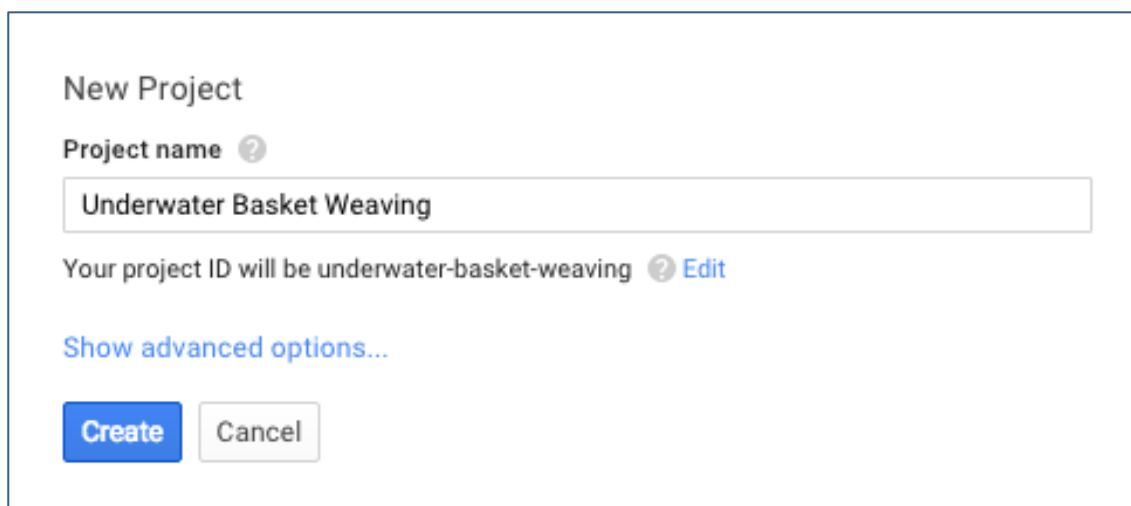 New Project
Project name ?
Underwater Basket Weaving
Your project ID will be underwater-basket-weaving ? Edit
Show advanced options...
Create Cancel